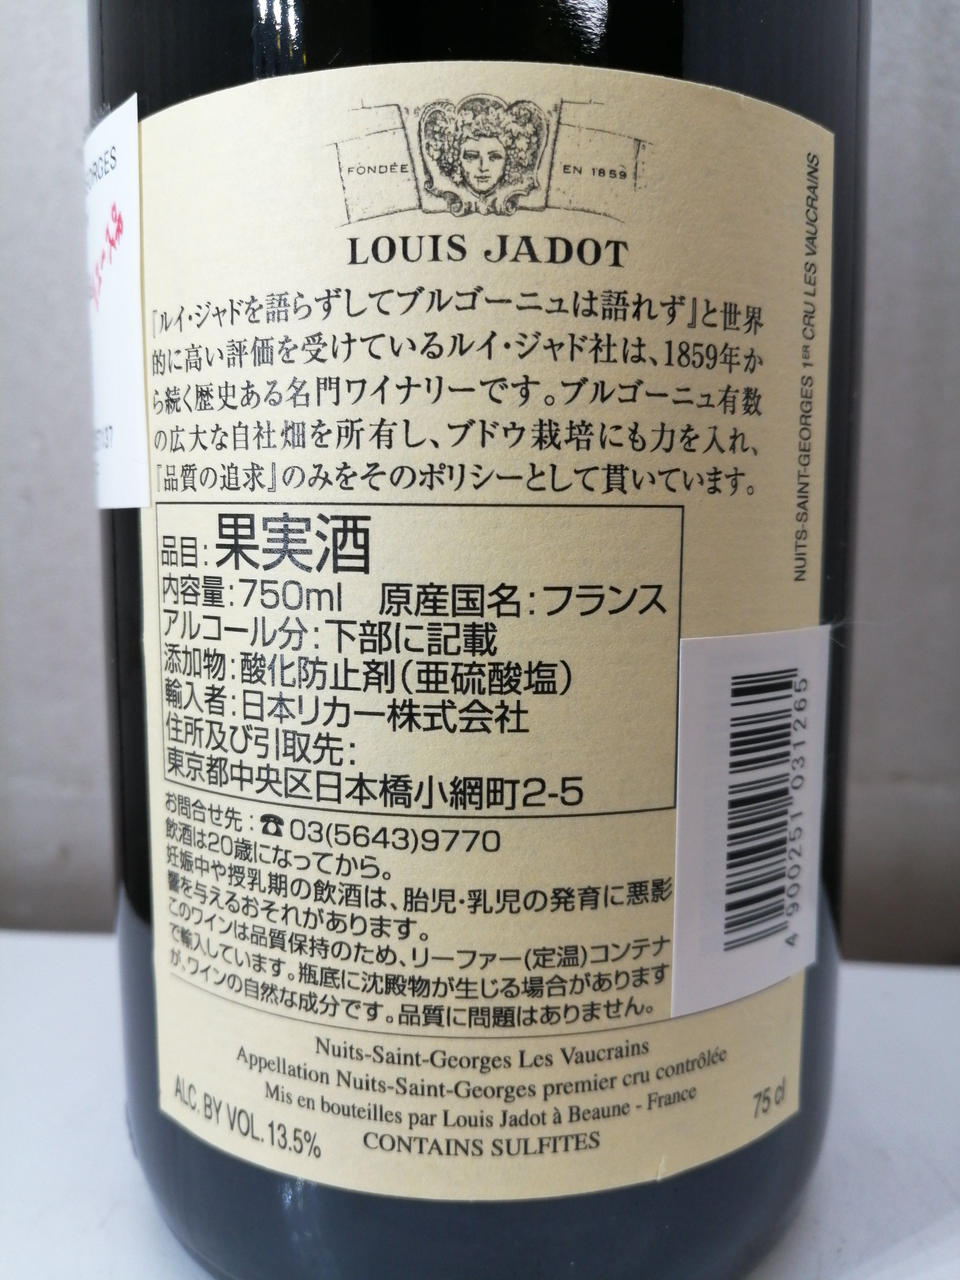 FONDÉE EN 1859
LOUIS JADOT
『ルイ・ジャドを語らずしてブルゴーニュは語れず』と世界
的に高い評価を受けているルイ・ジャド社は、1859年か
ら続く歴史ある名門ワイナリーです。ブルゴーニュ有数
の広大な自社畑を所有し、ブドウ栽培にも力を入れ、
『品質の追求』のみをそのポリシーとして貫いています。
品目:果実酒
内容量:750ml 原産国名:フランス
アルコール分:下部に記載
添加物:酸化防止剤(亜硫酸塩)
輸入者:日本リカー株式会社
住所及び引取先:
東京都中央区日本橋小網町2-5
お問合せ先:☎03(5643)9770
飲酒は20歳になってから。
妊娠中や授乳期の飲酒は、胎児・乳児の発育に悪影
響を与えるおそれがあります。
このワインは品質保持のため、リーファー(定温)コンテナ
で輸入しています。瓶底に沈殿物が生じる場合があります
が、ワインの自然な成分です。品質に問題はありません。
Nuits-Saint-Georges Les Vaucrains
Appellation Nuits-Saint-Georges premier cru contrôlée
Mis en bouteilles par Louis Jadot à Beaune - France
ALC. BY VOL. 13.5%
CONTAINS SULFITES
75 cl
NUITS-SAINT-GEORGES 1ER CRU LES VAUCRAINS
4 900251 031265